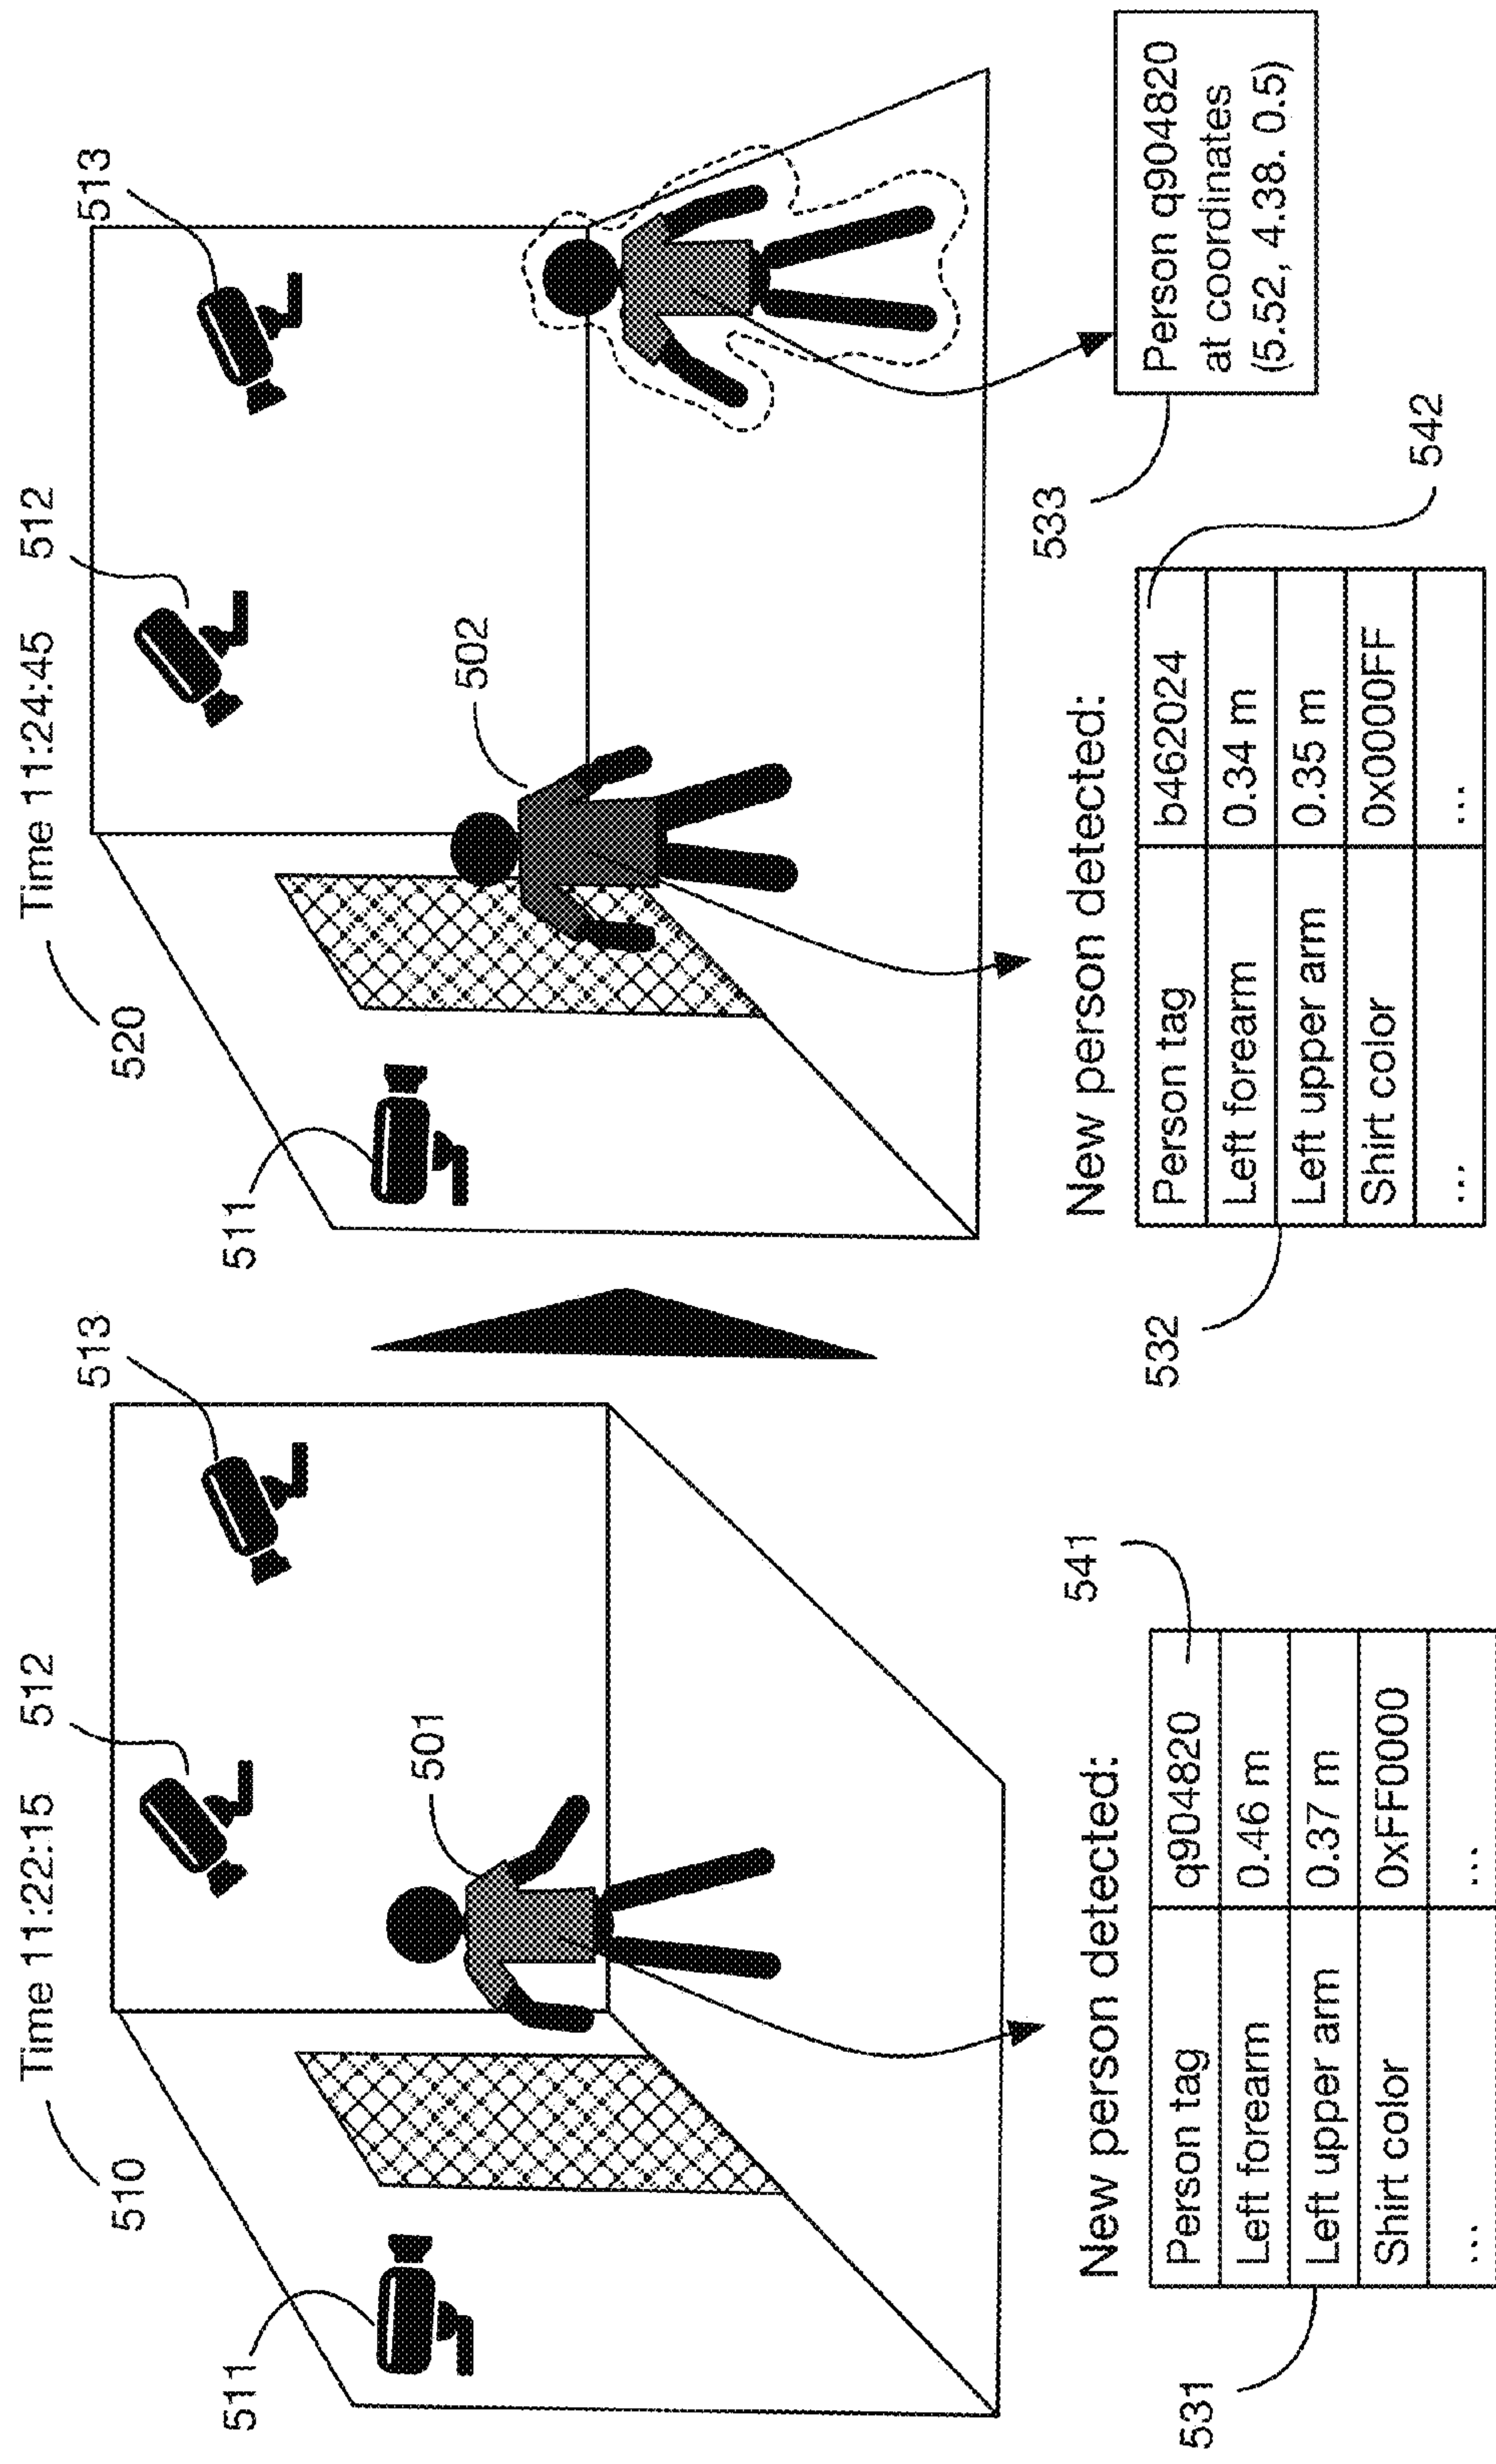 510
Time 11:22:15
512
513
511
501
New person detected:
541
Person tag q904820
Left forearm 0.46 m
Left upper arm 0.37 m
Shirt color 0xFF0000
... ...
531
520
Time 11:24:45
512
513
511
502
New person detected:
Person tag b462024
Left forearm 0.34 m
Left upper arm 0.35 m
Shirt color 0x0000FF
... ...
532
542
533
Person q904820
at coordinates
(5.52, 4.38. 0.5)